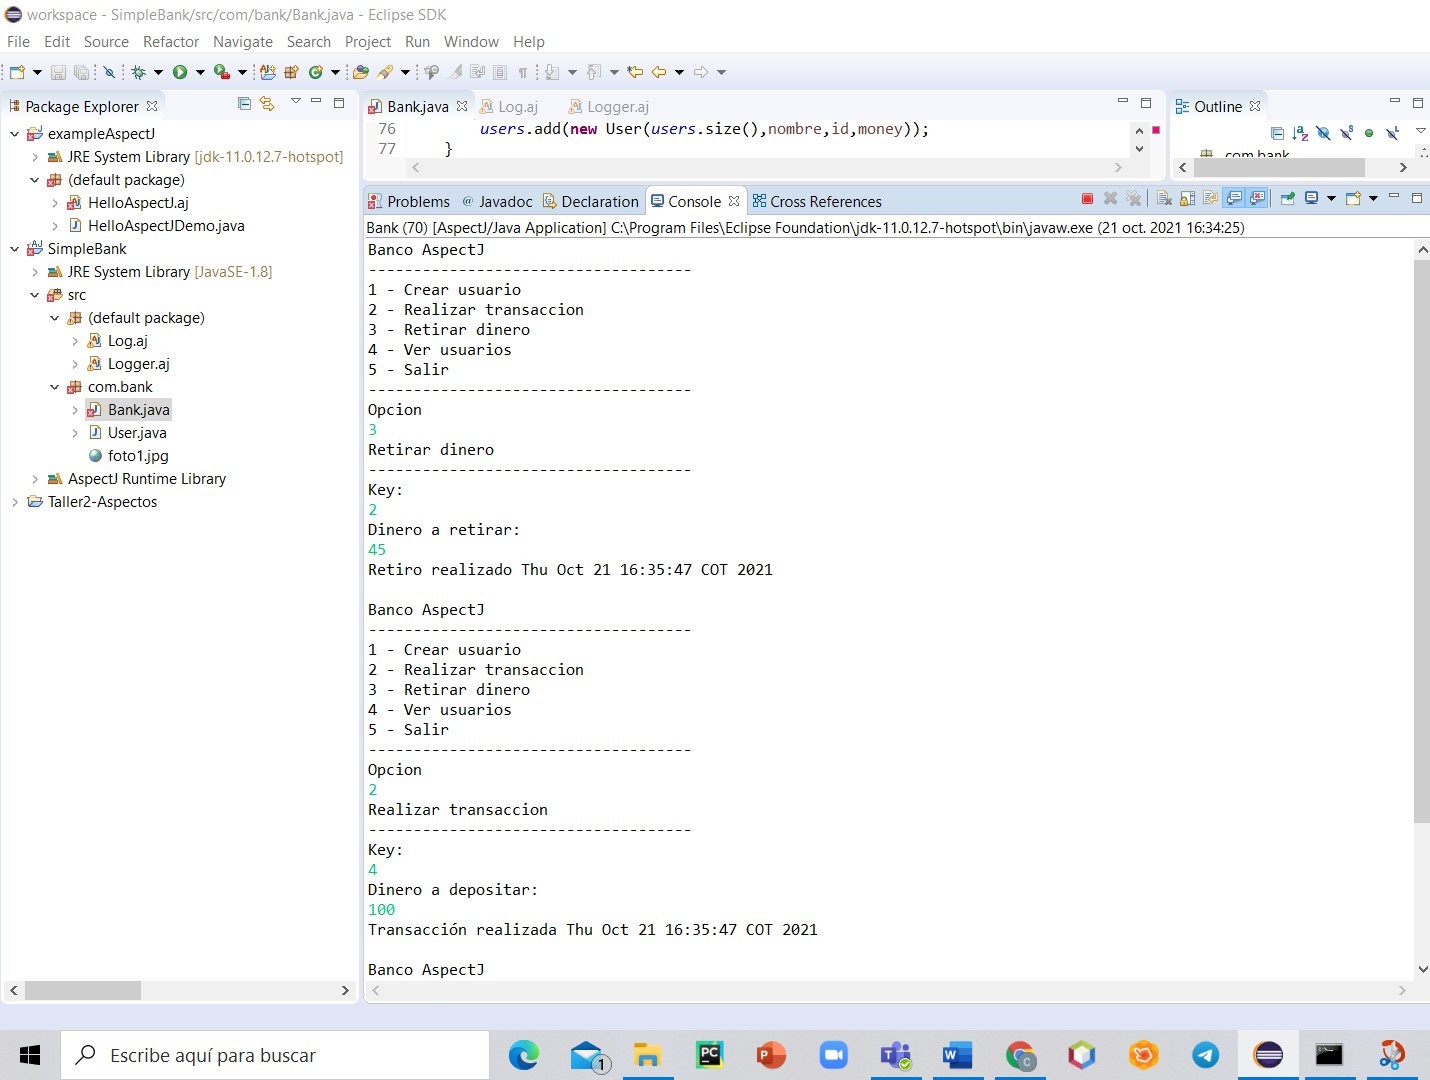 workspace - SimpleBank/src/com/bank/Bank.java - Eclipse SDK
File Edit Source Refactor Navigate Search Project Run Window Help
Package Explorer
exampleAspectJ
JRE System Library [jdk-11.0.12.7-hotspot]
(default package)
HelloAspectJ.aj
HelloAspectJDemo.java
SimpleBank
JRE System Library [JavaSE-1.8]
src
(default package)
Log.aj
Logger.aj
com.bank
Bank.java
User.java
foto1.jpg
AspectJ Runtime Library
Taller2-Aspectos
Bank.java Log.aj Logger.aj
76 users.add(new User(users.size(),nombre,id,money));
77 }
Outline
com.bank
Problems Javadoc Declaration Console Cross References
Bank (70) [AspectJ/Java Application] C:\Program Files\Eclipse Foundation\jdk-11.0.12.7-hotspot\bin\javaw.exe (21 oct. 2021 16:34:25)
Banco AspectJ
------------------------------------
1 - Crear usuario
2 - Realizar transaccion
3 - Retirar dinero
4 - Ver usuarios
5 - Salir
------------------------------------
Opcion
3
Retirar dinero
------------------------------------
Key:
2
Dinero a retirar:
45
Retiro realizado Thu Oct 21 16:35:47 COT 2021
Banco AspectJ
------------------------------------
1 - Crear usuario
2 - Realizar transaccion
3 - Retirar dinero
4 - Ver usuarios
5 - Salir
------------------------------------
Opcion
2
Realizar transaccion
------------------------------------
Key:
4
Dinero a depositar:
100
Transacción realizada Thu Oct 21 16:35:47 COT 2021
Banco AspectJ
Escribe aquí para buscar